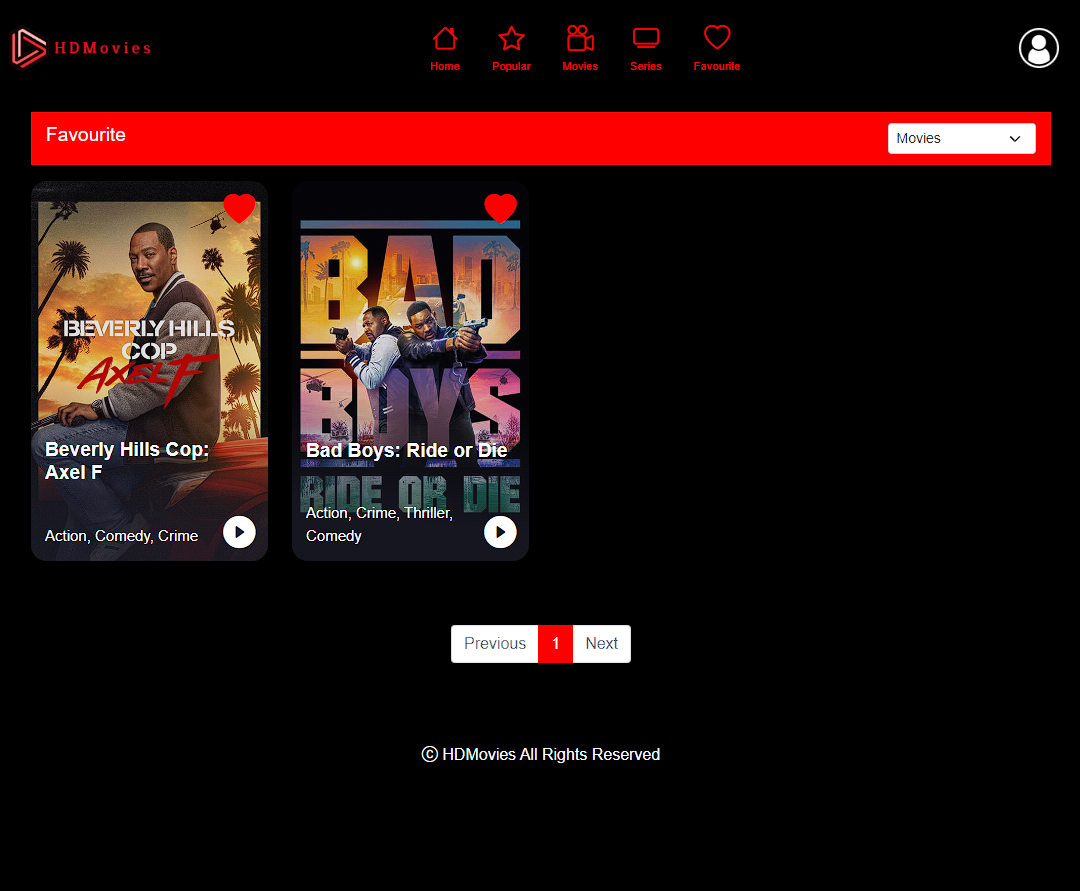 HDMovies
Home
Popular
Movies
Series
Favourite
Favourite
Movies
BEVERLY HILLS
COP
AXEL F
Beverly Hills Cop:
Axel F
Action, Comedy, Crime
BAD
BOYS
Bad Boys: Ride or Die
RIDE OR DIE
Action, Crime, Thriller,
Comedy
Previous
1
Next
© HDMovies All Rights Reserved